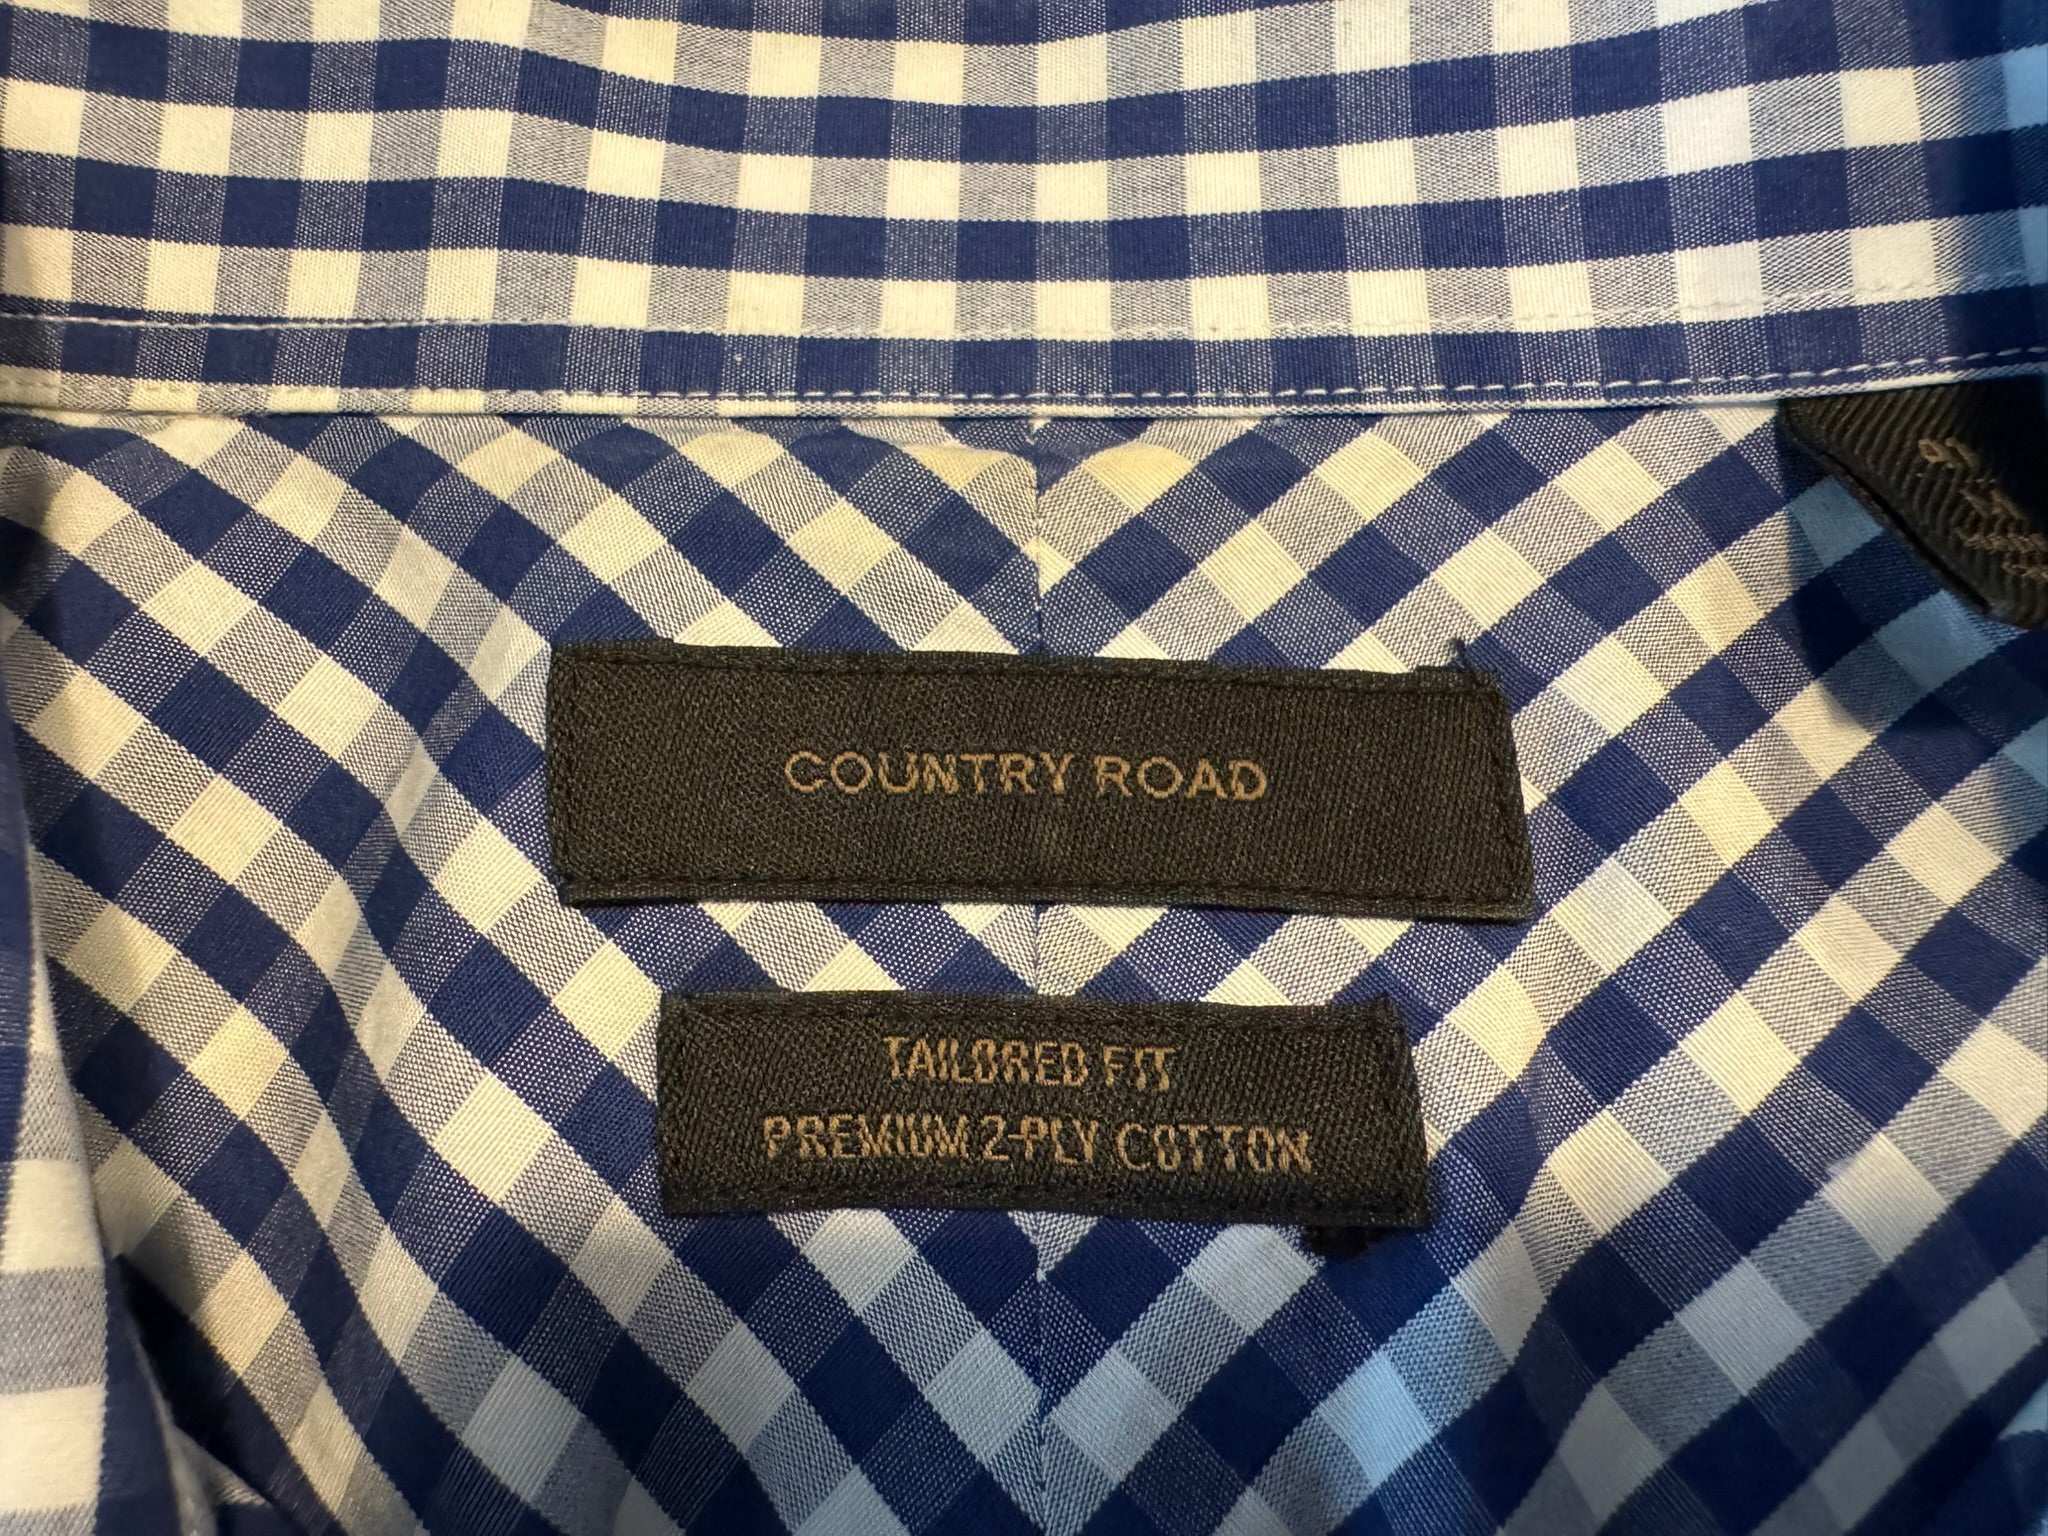 COUNTRY ROAD
TAILORED FIT
PREMIUM 2-PLY COTTON